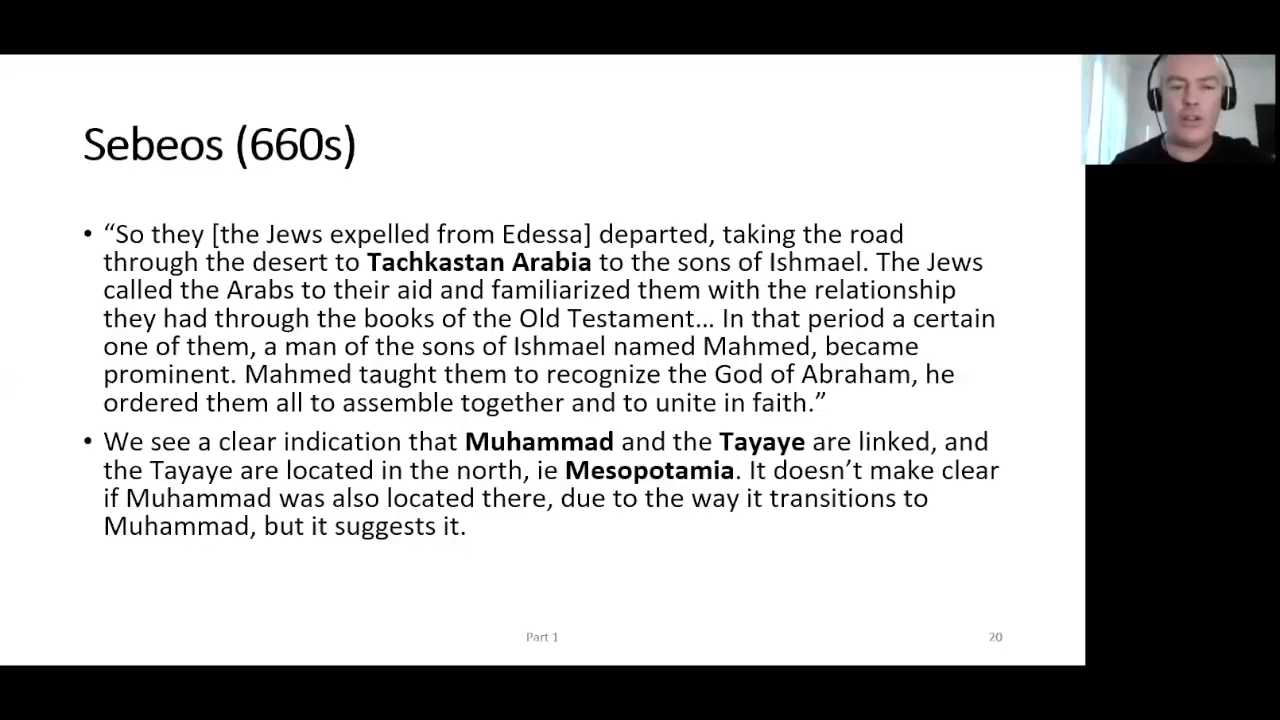 Sebeos (660s)
• “So they [the Jews expelled from Edessa] departed, taking the road
through the desert to Tachkastan Arabia to the sons of Ishmael. The Jews
called the Arabs to their aid and familiarized them with the relationship
they had through the books of the Old Testament… In that period a certain
one of them, a man of the sons of Ishmael named Mahmed, became
prominent. Mahmed taught them to recognize the God of Abraham, he
ordered them all to assemble together and to unite in faith.”
• We see a clear indication that Muhammad and the Tayaye are linked, and
the Tayaye are located in the north, ie Mesopotamia. It doesn’t make clear
if Muhammad was also located there, due to the way it transitions to
Muhammad, but it suggests it.
Part 1
20